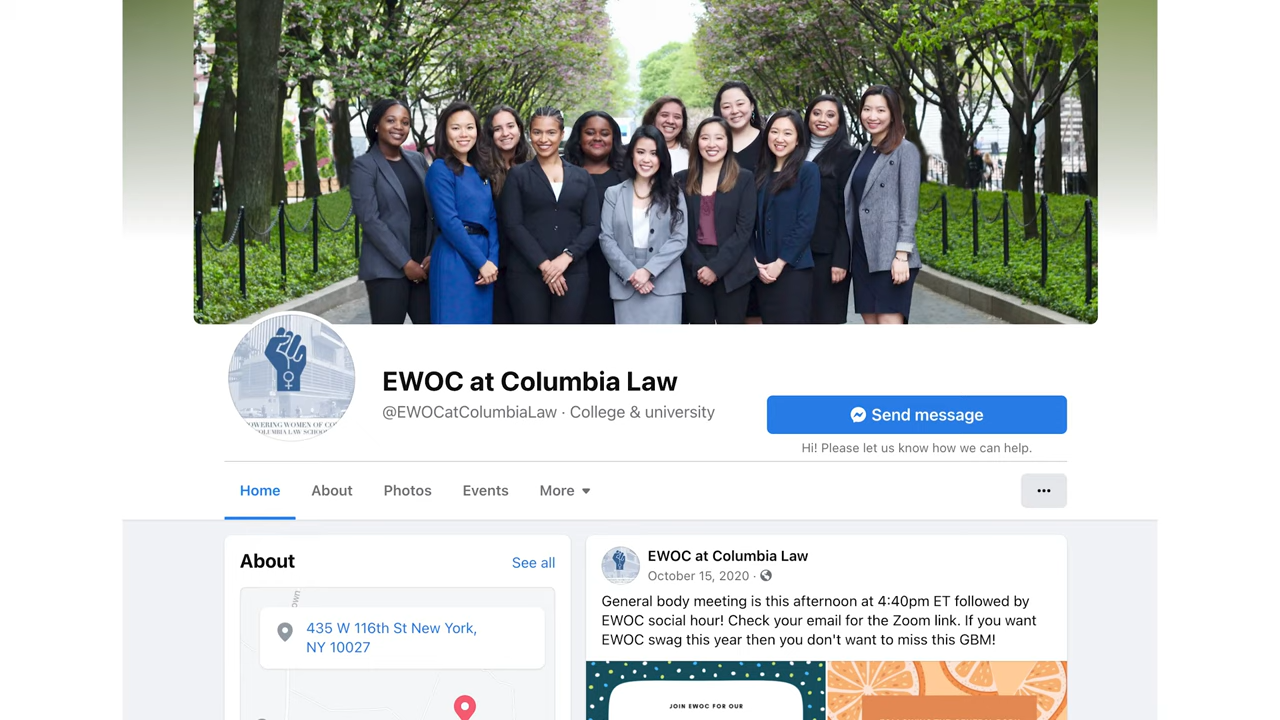 EWOC at Columbia Law
@EWOCatColumbiaLaw · College & university
Send message
Hi! Please let us know how we can help.
Home
About
Photos
Events
More
About
See all
435 W 116th St New York,
NY 10027
EWOC at Columbia Law
October 15, 2020 ·
General body meeting is this afternoon at 4:40pm ET followed by
EWOC social hour! Check your email for the Zoom link. If you want
EWOC swag this year then you don't want to miss this GBM!
JOIN EWOC FOR OUR